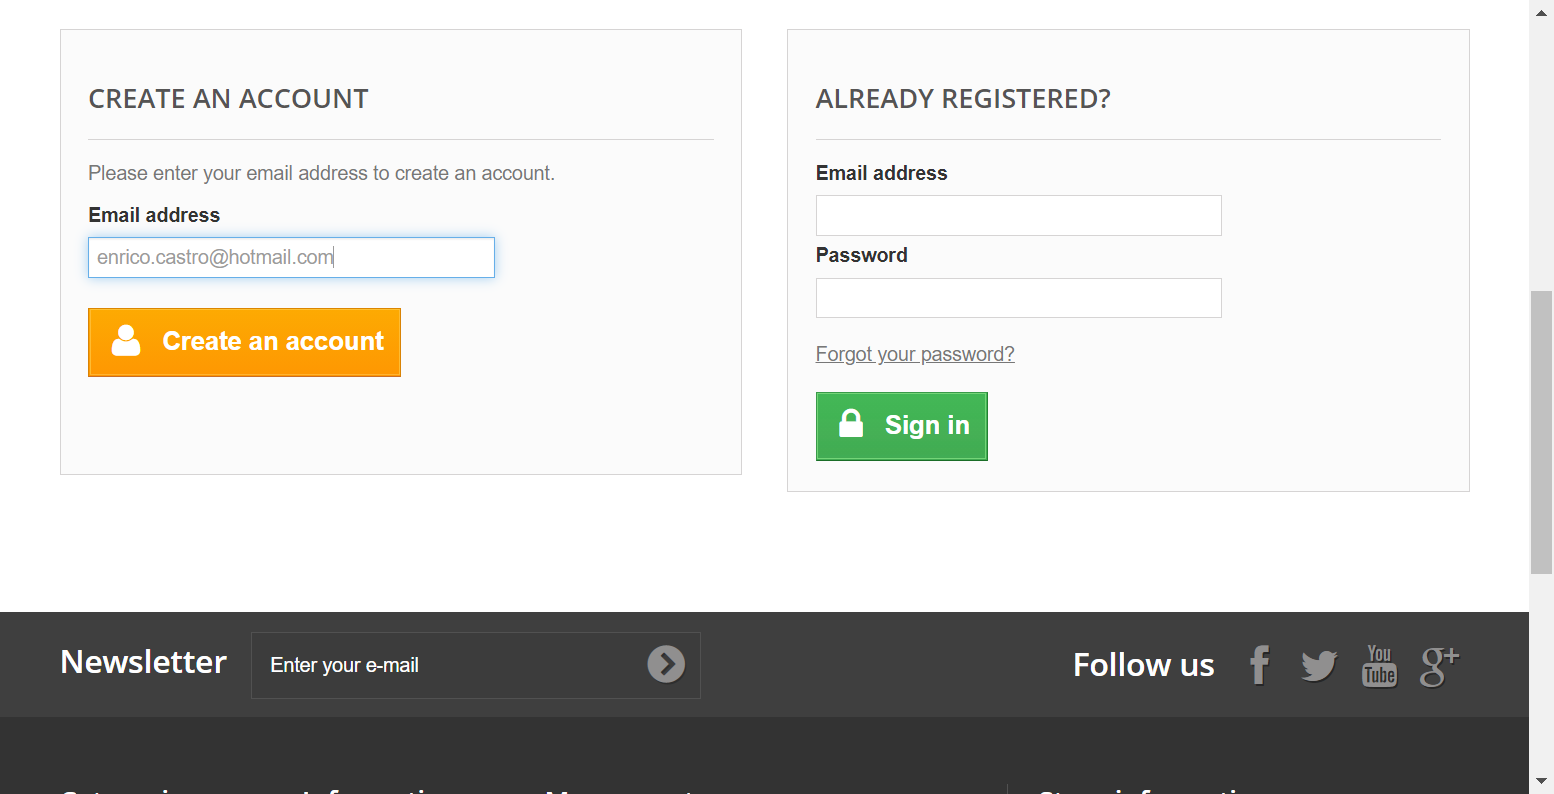 CREATE AN ACCOUNT
Please enter your email address to create an account.
Email address
enrico.castro@hotmail.com
Create an account
ALREADY REGISTERED?
Email address
Password
Forgot your password?
Sign in
Newsletter
Enter your e-mail
Follow us
f
You
Tube
g+